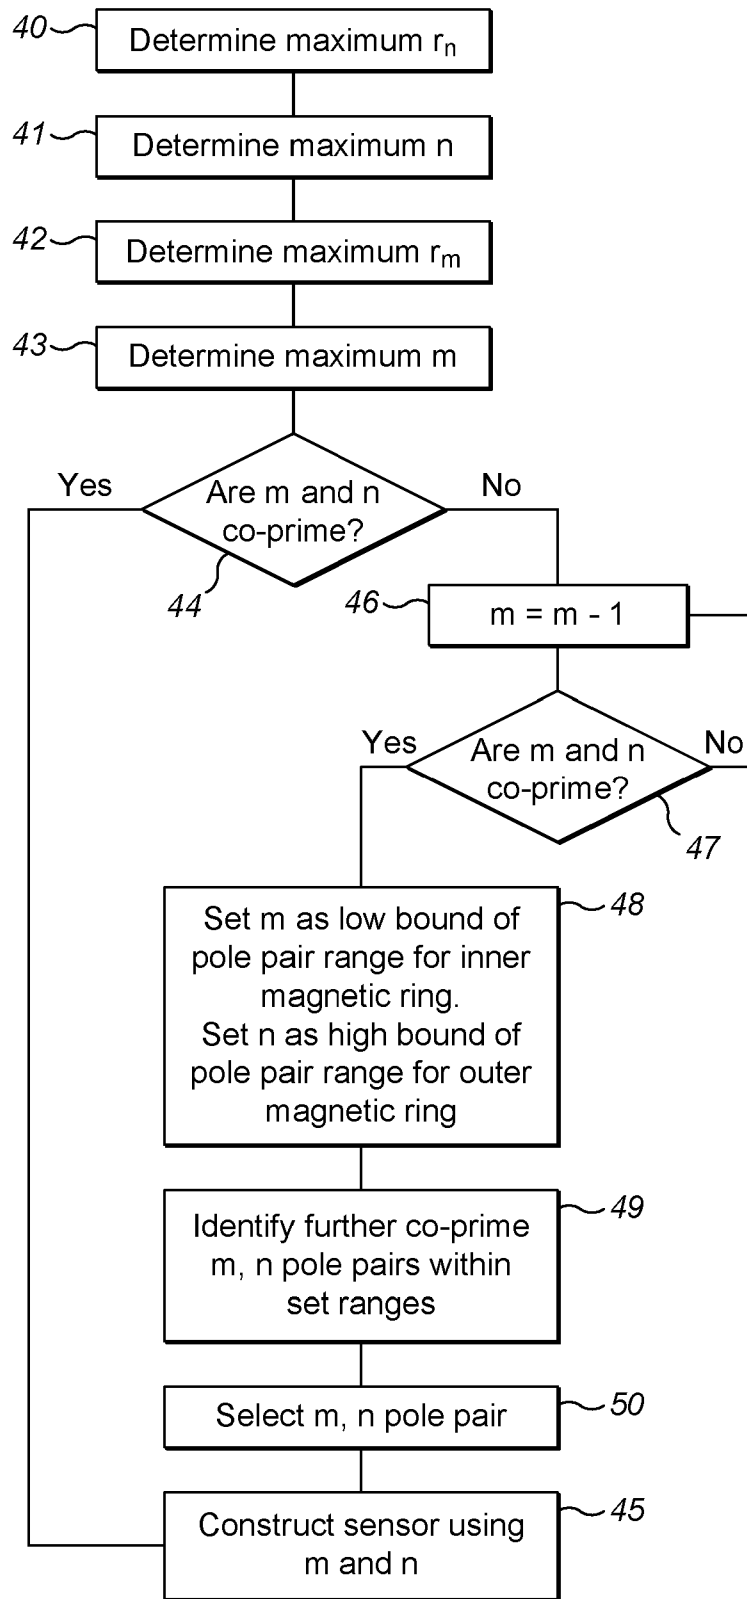 40
Determine maximum rn
41
Determine maximum n
42
Determine maximum rm
43
Determine maximum m
Yes
Are m and n
co-prime?
No
44
46
m = m - 1
Yes
Are m and n
co-prime?
No
47
Set m as low bound of
pole pair range for inner
magnetic ring.
Set n as high bound of
pole pair range for outer
magnetic ring
48
Identify further co-prime
m, n pole pairs within
set ranges
49
Select m, n pole pair
50
Construct sensor using
m and n
45